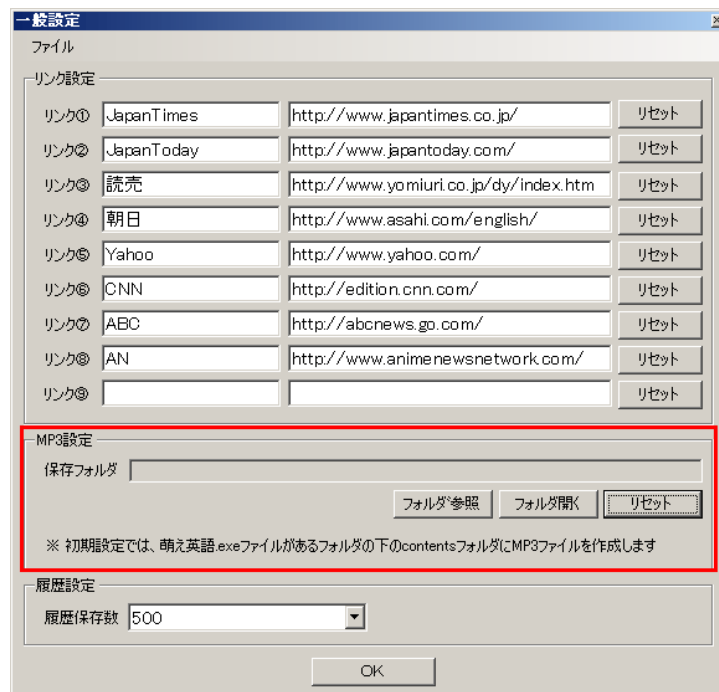 一般設定
ファイル
リンク設定
リンク① JapanTimes http://www.japantimes.co.jp/ リセット
リンク② JapanToday http://www.japantoday.com/ リセット
リンク③ 読売 http://www.yomiuri.co.jp/dy/index.htm リセット
リンク④ 朝日 http://www.asahi.com/english/ リセット
リンク⑤ Yahoo http://www.yahoo.com/ リセット
リンク⑥ CNN http://edition.cnn.com/ リセット
リンク⑦ ABC http://abcnews.go.com/ リセット
リンク⑧ AN http://www.animenewsnetwork.com/ リセット
リンク⑨ リセット
MP3設定
保存フォルダ
フォルダ参照 フォルダ開く リセット
※ 初期設定では、萌え英語.exeファイルがあるフォルダの下のcontentsフォルダにMP3ファイルを作成します
履歴設定
履歴保存数 500
OK